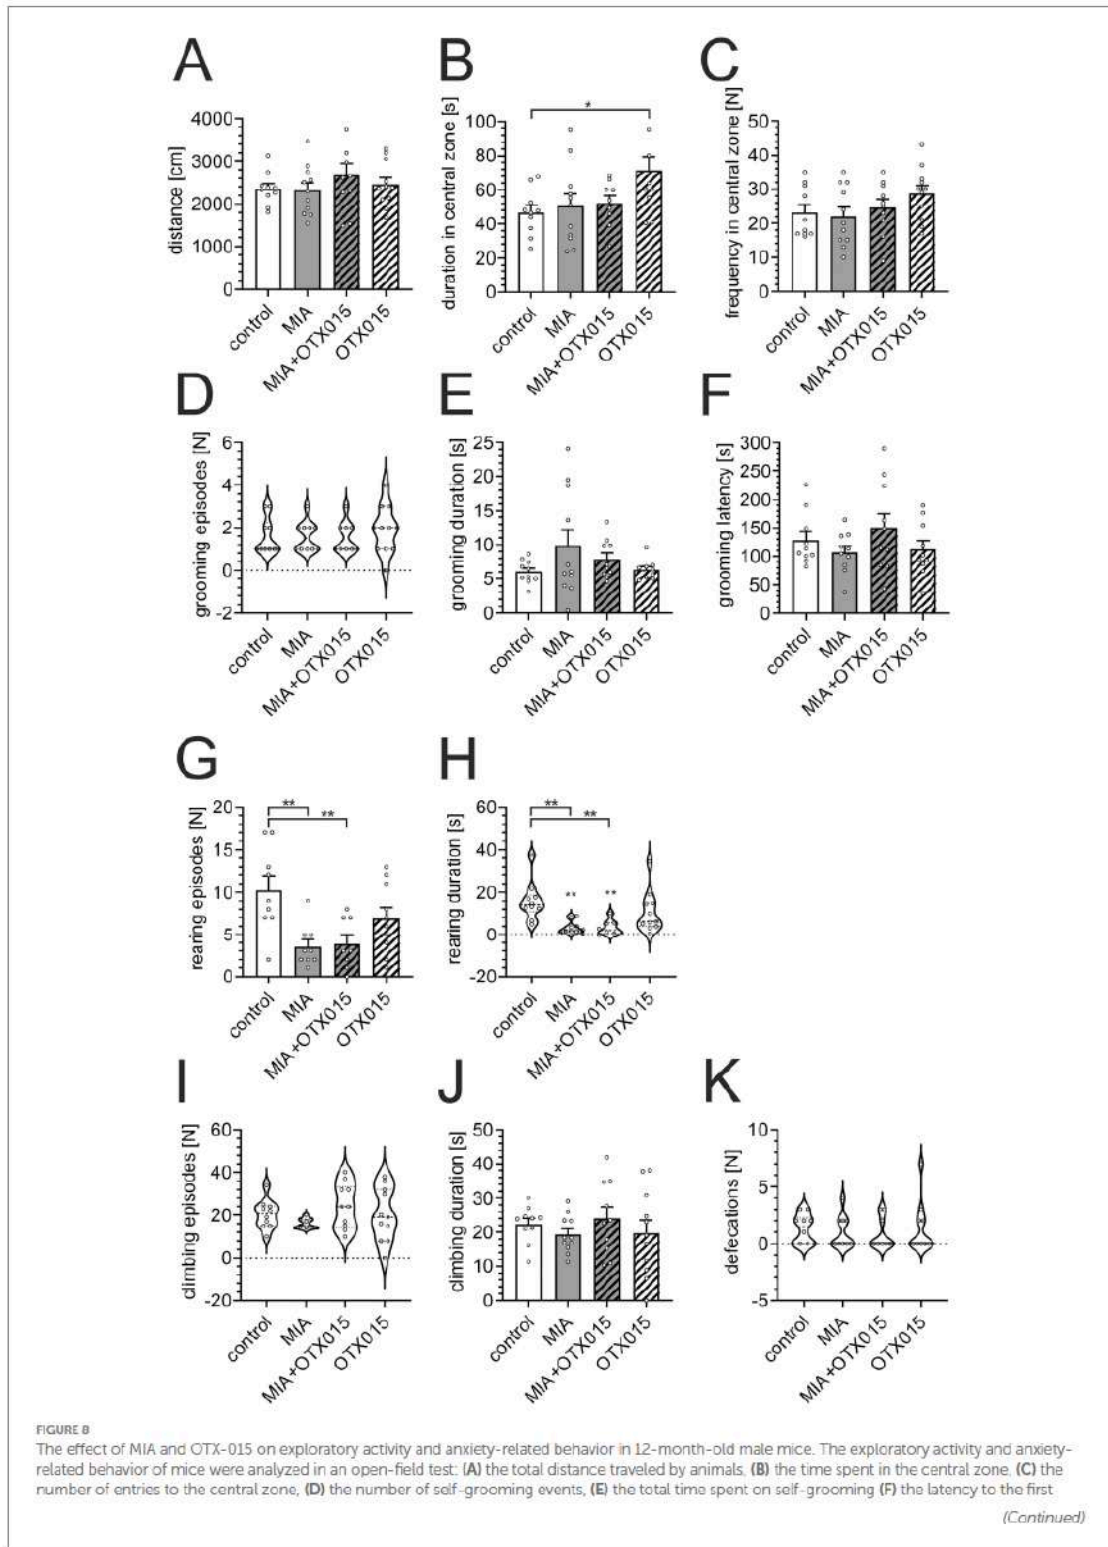 A
B
C
distance [cm]
4000
3000
2000
1000
0
control
MIA
MIA+OTX015
OTX015
duration in central zone [s]
*
100
80
60
40
20
0
control
MIA
MIA+OTX015
OTX015
frequency in central zone [N]
50
40
30
20
10
0
control
MIA
MIA+OTX015
OTX015
D
E
F
grooming episodes [N]
6
4
2
0
-2
control
MIA
MIA+OTX015
OTX015
grooming duration [s]
25
20
15
10
5
0
control
MIA
MIA+OTX015
OTX015
grooming latency [s]
300
250
200
150
100
50
0
control
MIA
MIA+OTX015
OTX015
G
H
rearing episodes [N]
**
**
20
15
10
5
0
control
MIA
MIA+OTX015
OTX015
rearing duration [s]
**
**
** **
60
40
20
0
-20
control
MIA
MIA+OTX015
OTX015
I
J
K
climbing episodes [N]
60
40
20
0
-20
control
MIA
MIA+OTX015
OTX015
climbing duration [s]
50
40
30
20
10
0
control
MIA
MIA+OTX015
OTX015
defecations [N]
10
5
0
-5
control
MIA
MIA+OTX015
OTX015
FIGURE 8
The effect of MIA and OTX-015 on exploratory activity and anxiety-related behavior in 12-month-old male mice. The exploratory activity and anxiety-
related behavior of mice were analyzed in an open-field test: (A) the total distance traveled by animals, (B) the time spent in the central zone, (C) the
number of entries to the central zone, (D) the number of self-grooming events, (E) the total time spent on self-grooming (F) the latency to the first
(Continued)